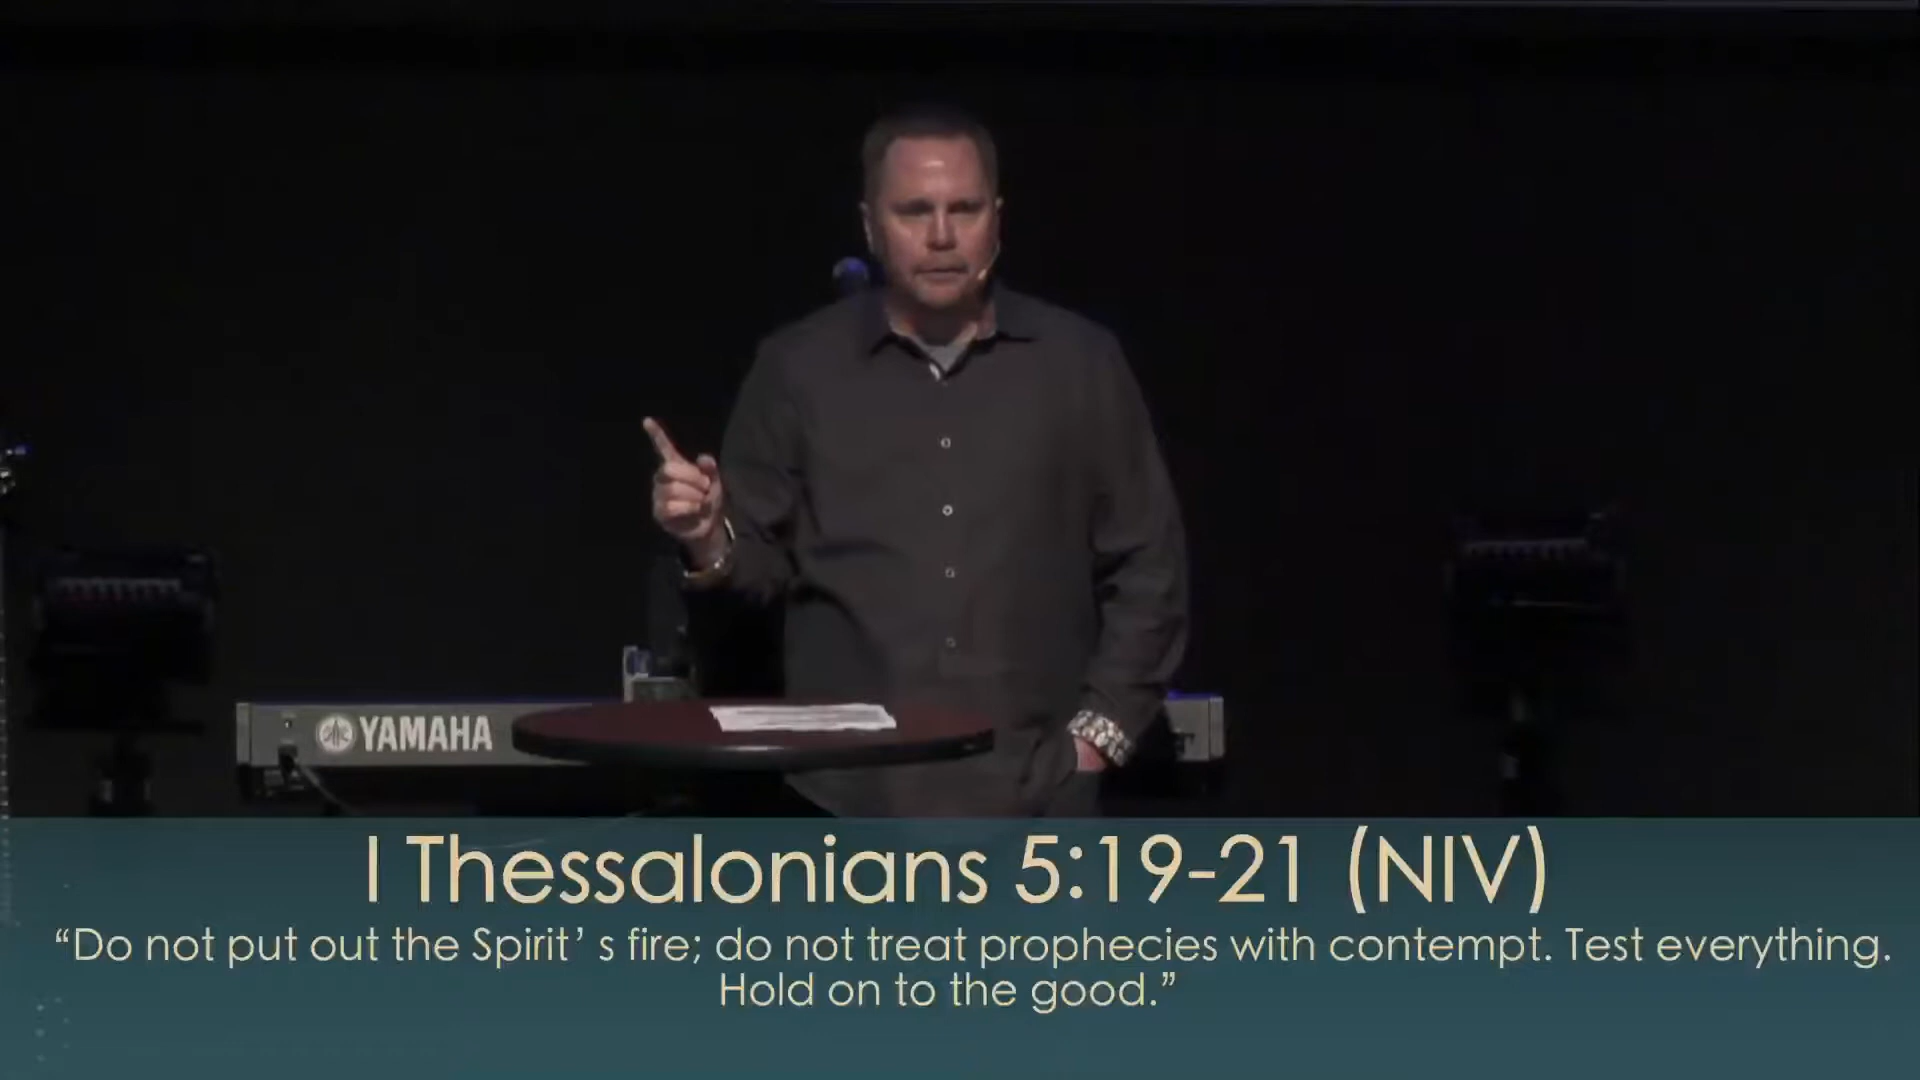 YAMAHA
I Thessalonians 5:19-21 (NIV)
“Do not put out the Spirit’ s fire; do not treat prophecies with contempt. Test everything.
Hold on to the good.”